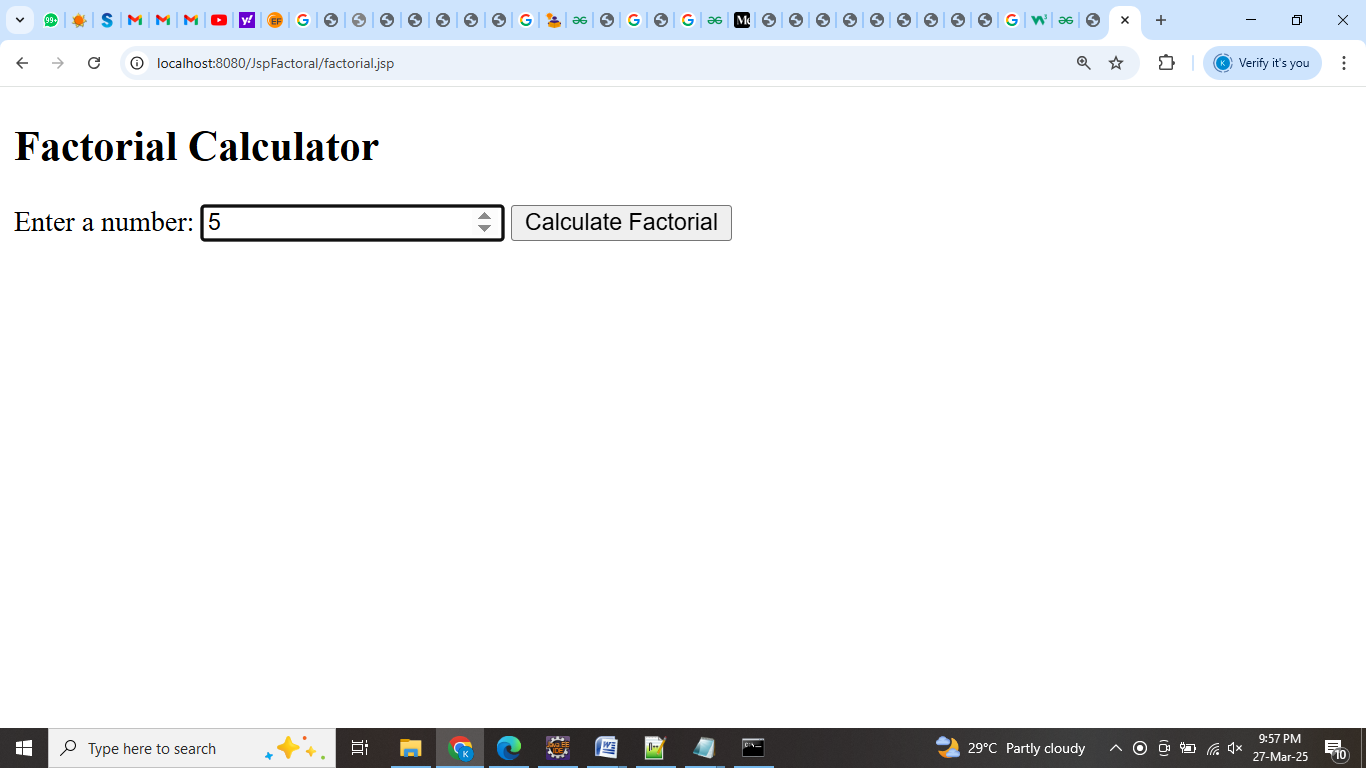 99+
localhost:8080/JspFactoral/factorial.jsp
Verify it's you
Factorial Calculator
Enter a number: 5 Calculate Factorial
Type here to search
29°C Partly cloudy
9:57 PM
27-Mar-25
10